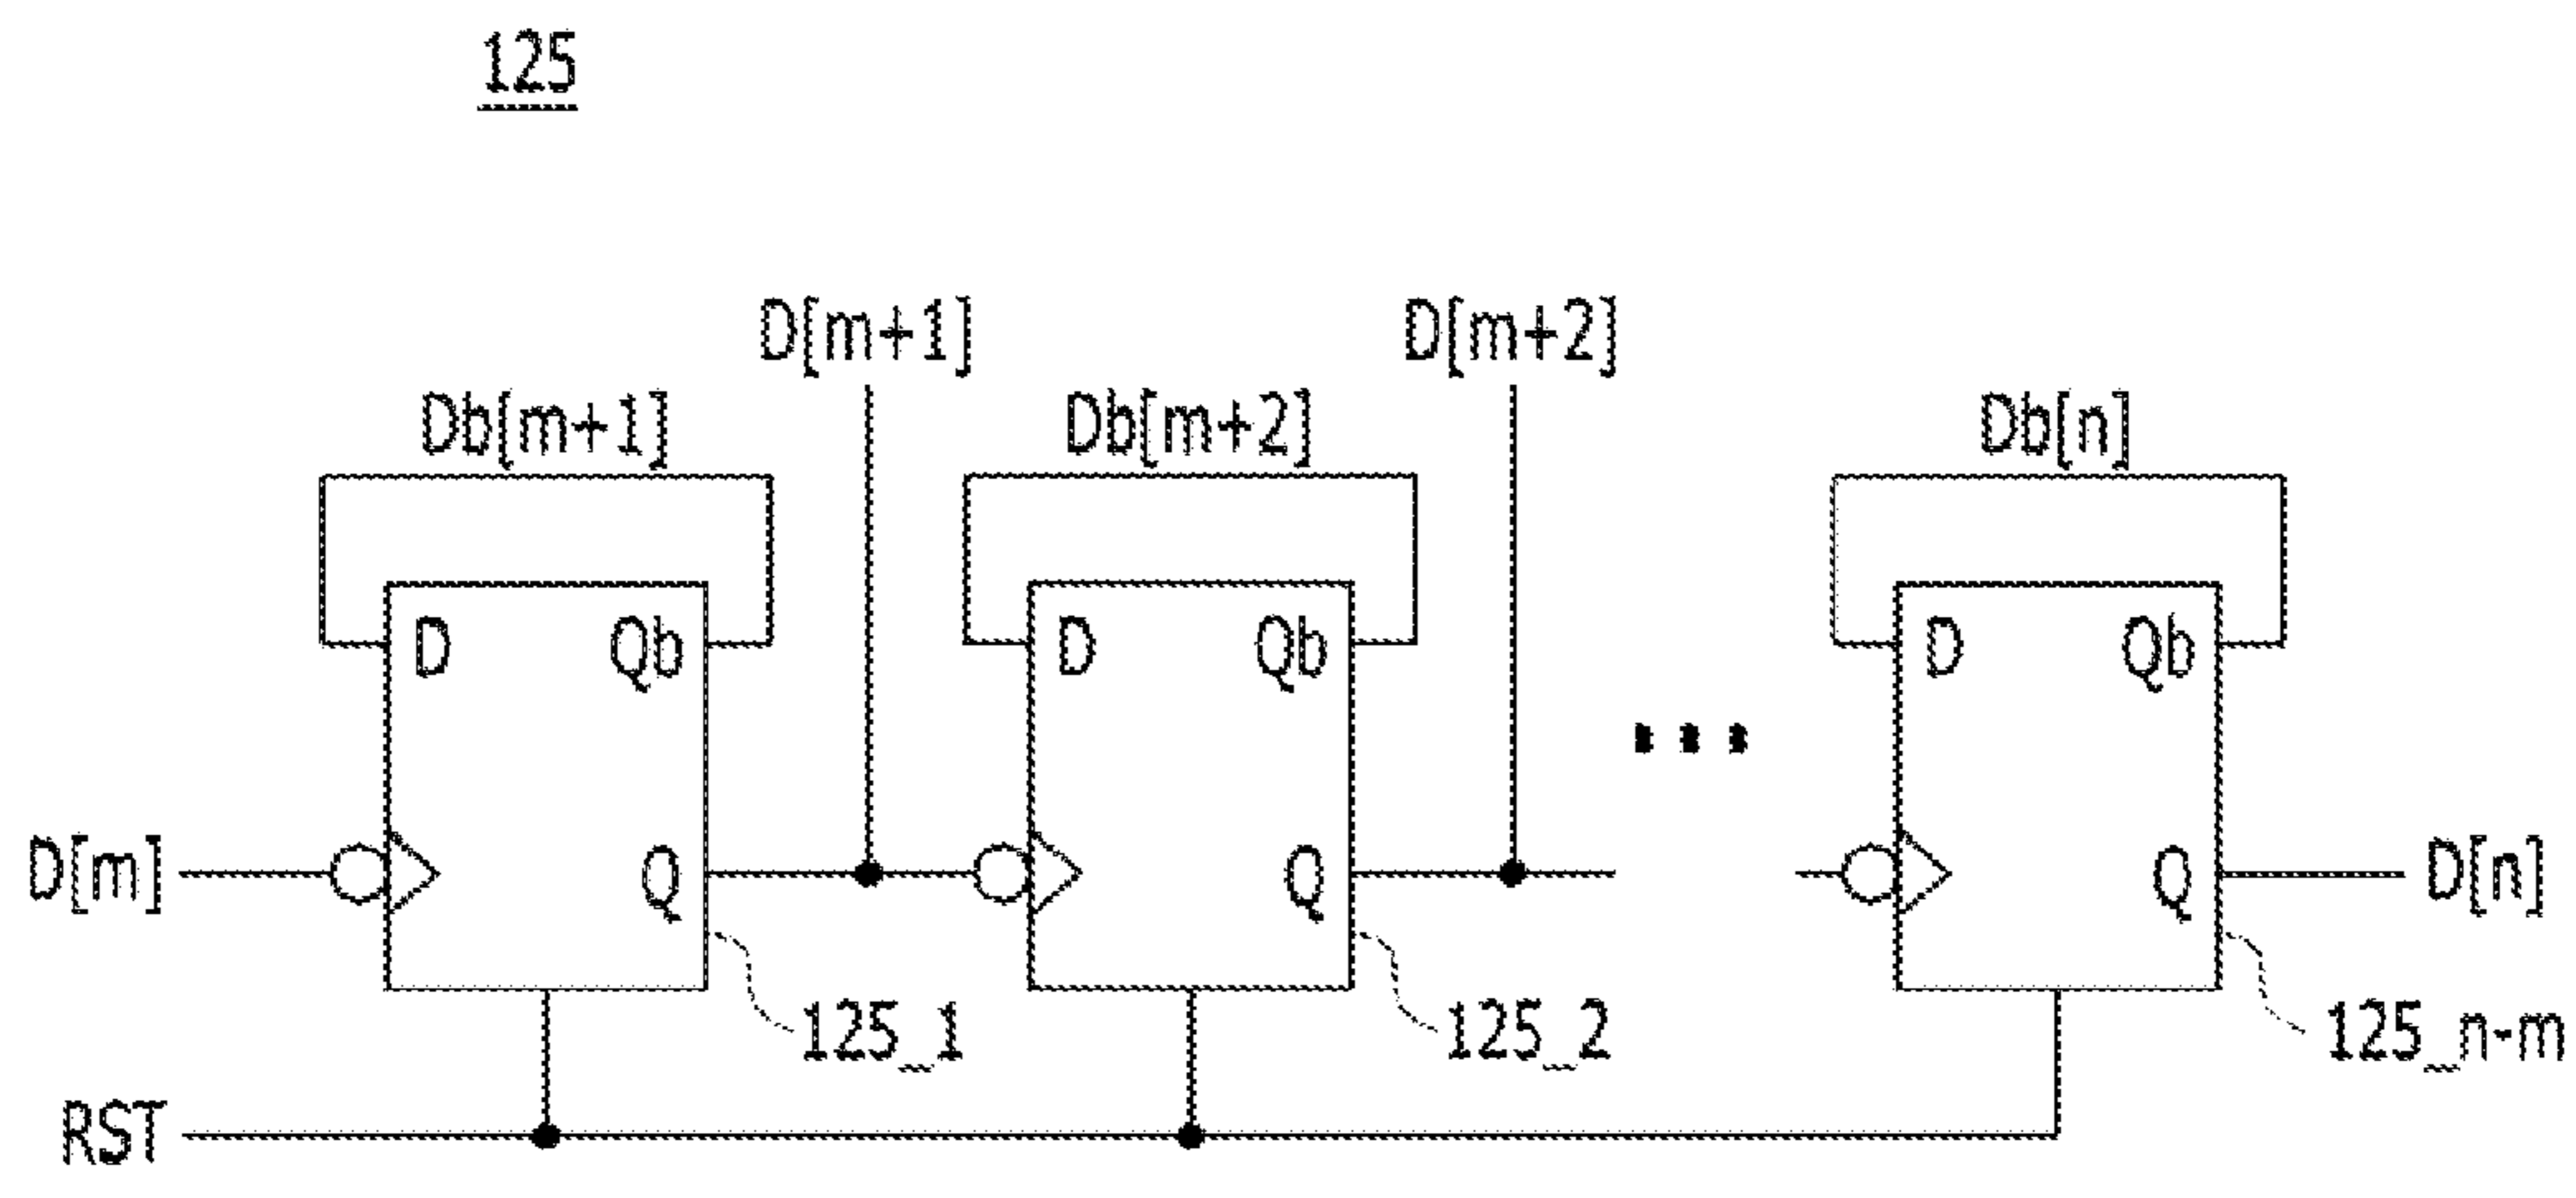 125
D[m+1] D[m+2]
Db[m+1] Db[m+2] Db[n]
D Qb D Qb D Qb
D[m] Q Q Q D[n]
125_1 125_2 125_n-m
RST